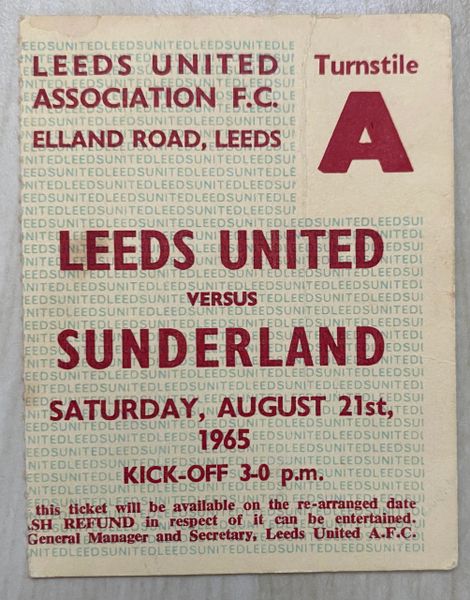 LEEDS UNITED
ASSOCIATION F.C.
ELLAND ROAD, LEEDS
Turnstile
A
LEEDS UNITED
VERSUS
SUNDERLAND
SATURDAY, AUGUST 21st,
1965
KICK-OFF 3-0 p.m.
this ticket will be available on the re-arranged date
ASH REFUND in respect of it can be entertained.
General Manager and Secretary, Leeds United A.F.C.